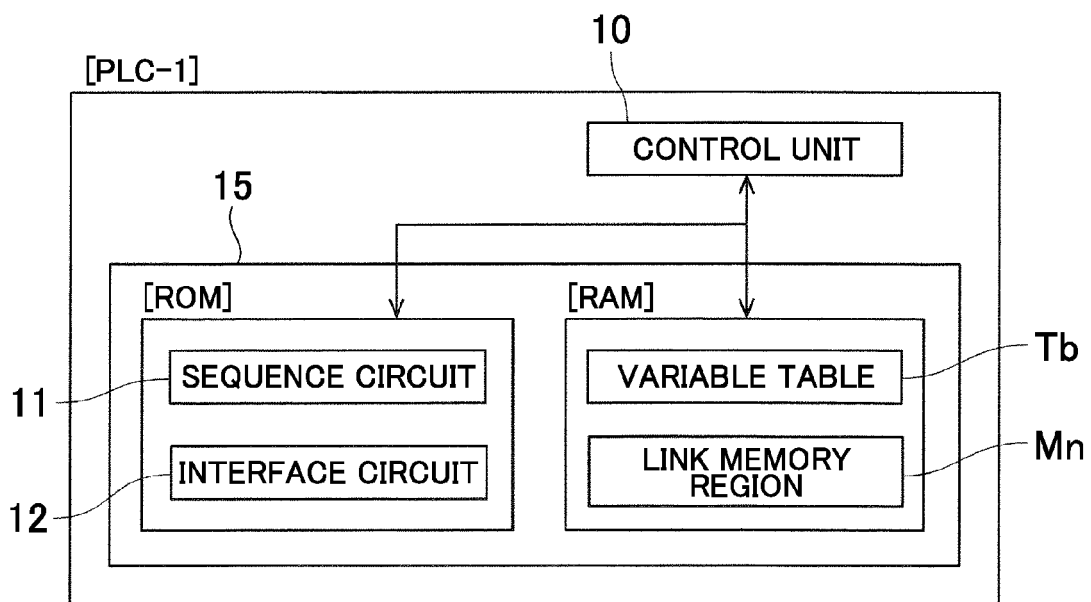 10
[PLC-1]
CONTROL UNIT
15
[ROM]
[RAM]
SEQUENCE CIRCUIT
VARIABLE TABLE
Tb
11
INTERFACE CIRCUIT
LINK MEMORY
REGION
Mn
12